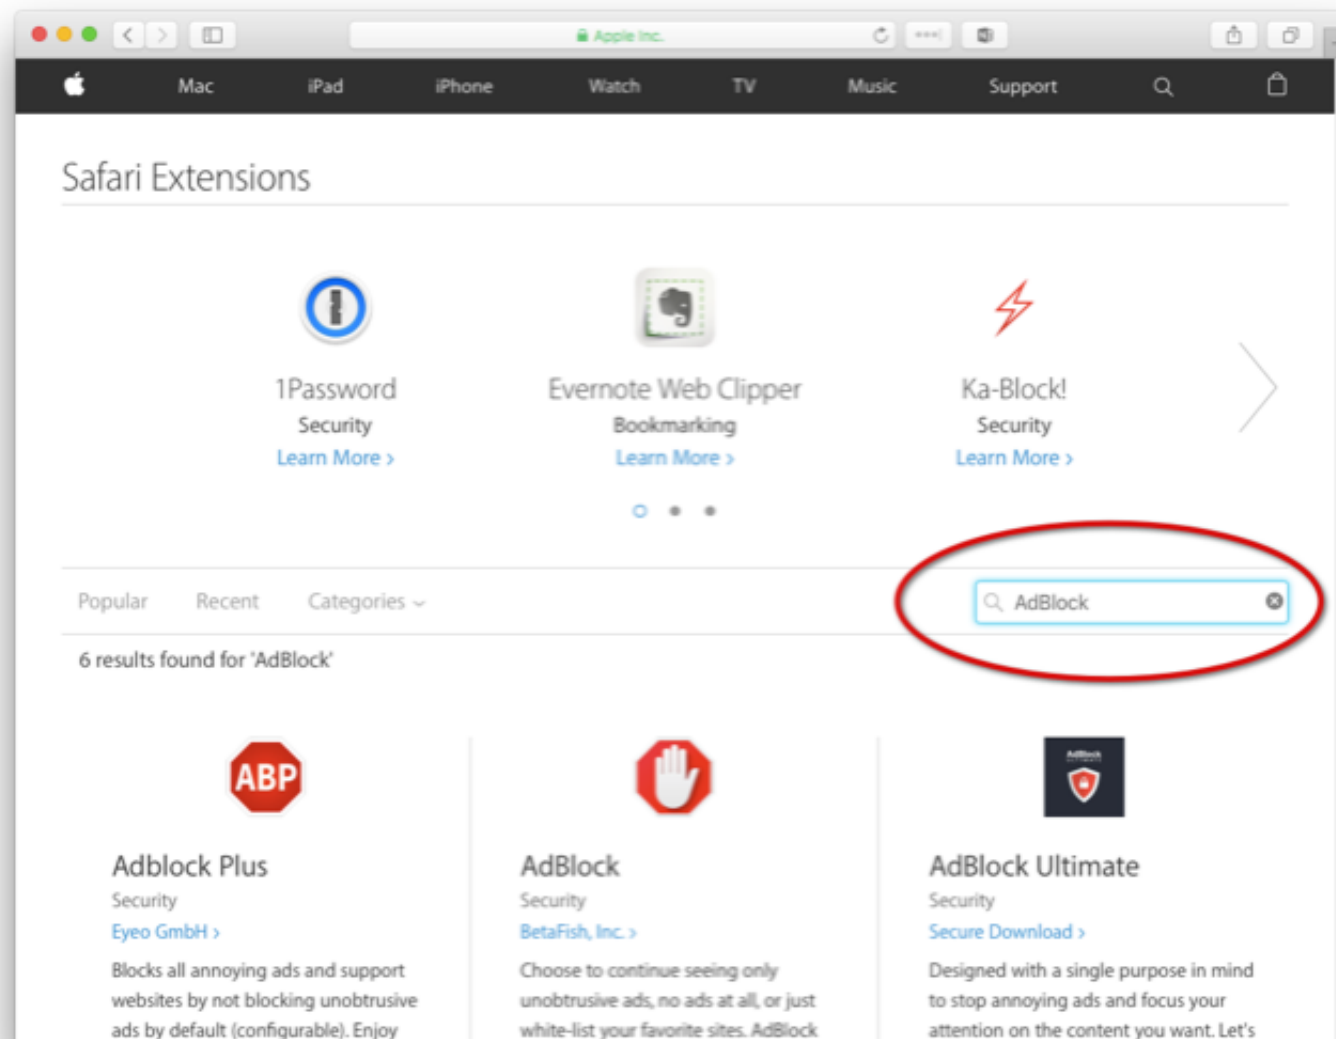 Apple Inc.
Mac iPad iPhone Watch TV Music Support
Safari Extensions
1Password Evernote Web Clipper Ka-Block!
Security Bookmarking Security
Learn More > Learn More > Learn More >
Popular Recent Categories AdBlock
6 results found for 'AdBlock'
ABP AdBlock
ULTIMATE
Adblock Plus
Security
Eyeo GmbH >
Blocks all annoying ads and support
websites by not blocking unobtrusive
ads by default (configurable). Enjoy
AdBlock
Security
BetaFish, Inc. >
Choose to continue seeing only
unobtrusive ads, no ads at all, or just
white-list your favorite sites. AdBlock
AdBlock Ultimate
Security
Secure Download >
Designed with a single purpose in mind
to stop annoying ads and focus your
attention on the content you want. Let's